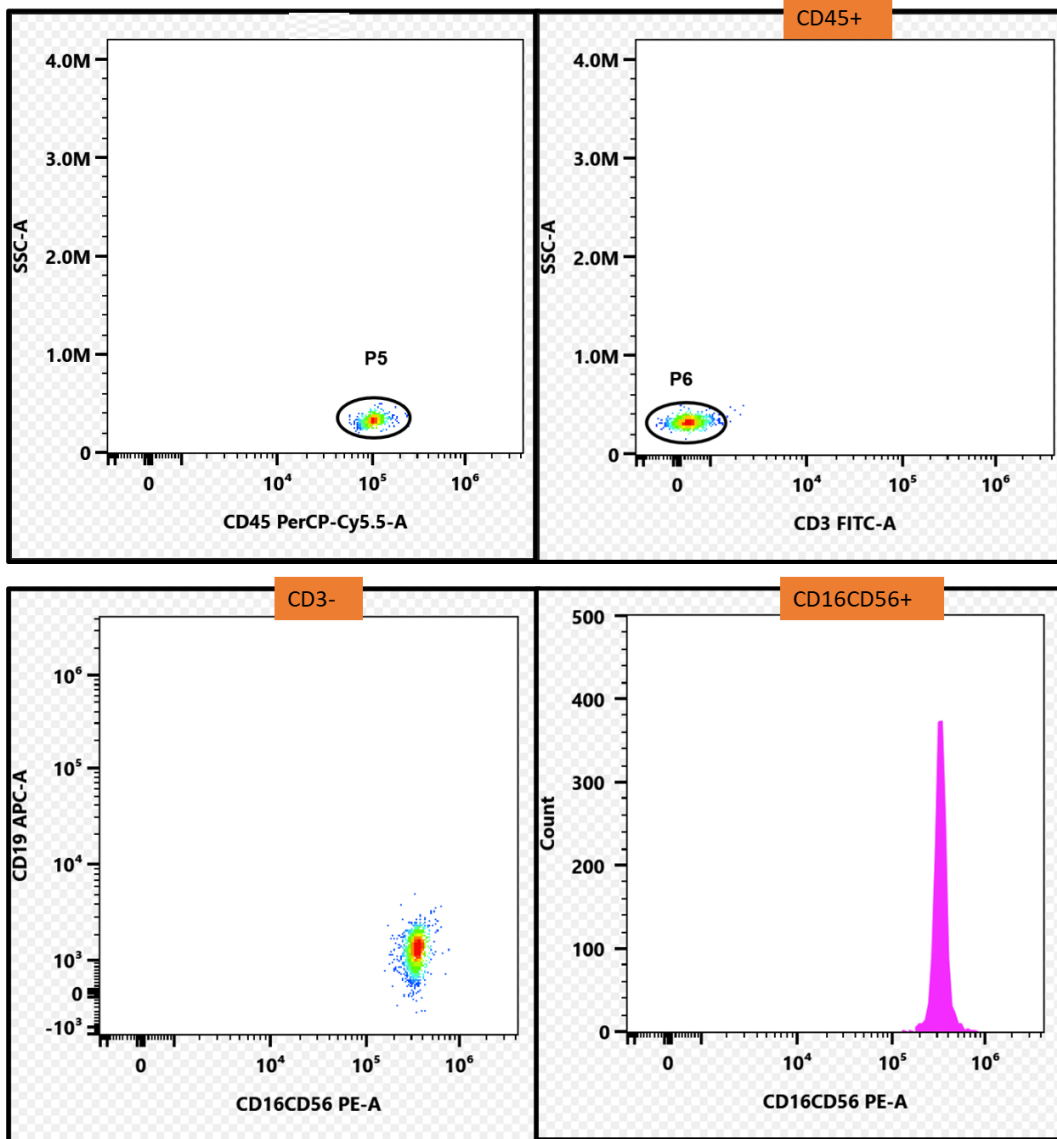 CD45+
4.0M
3.0M
2.0M
1.0M
0
SSC-A
P5
0 10⁴ 10⁵ 10⁶
CD45 PerCP-Cy5.5-A
4.0M
3.0M
2.0M
1.0M
0
SSC-A
P6
0 10⁴ 10⁵ 10⁶
CD3 FITC-A
CD3-
10⁶
10⁵
10⁴
10³
0
-10³
CD19 APC-A
0 10⁴ 10⁵ 10⁶
CD16CD56 PE-A
CD16CD56+
500
400
300
200
100
0
Count
0 10⁴ 10⁵ 10⁶
CD16CD56 PE-A